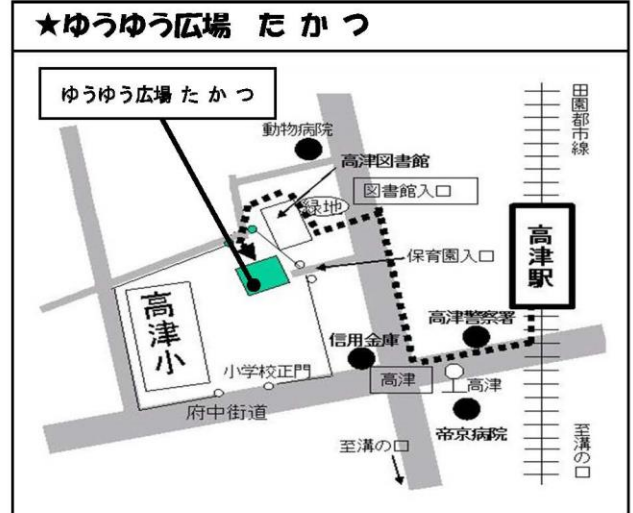 ★ゆうゆう広場 たかつ
ゆうゆう広場 たかつ
動物病院
高津図書館
図書館入口
緑地
田園都市線
高津駅
保育園入口
高津小
信用金庫
高津警察署
小学校正門
高津
高津
府中街道
帝京病院
至溝の口
至溝の口